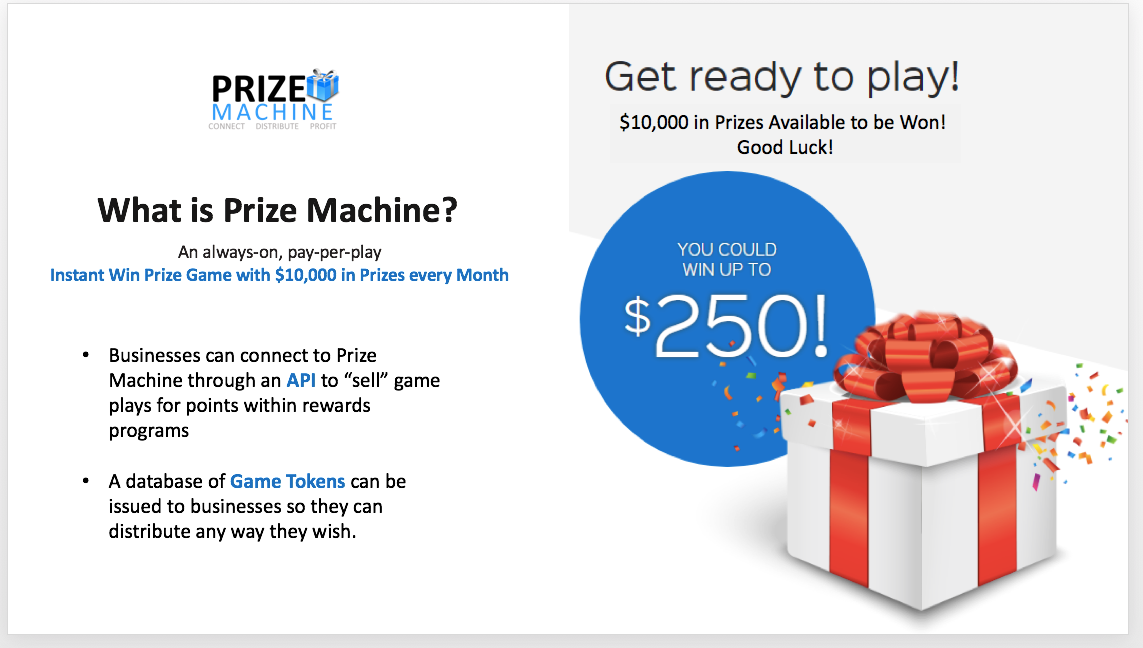 PRIZE
MACHINE
CONNECT DISTRIBUTE PROFIT
What is Prize Machine?
An always-on, pay-per-play
Instant Win Prize Game with $10,000 in Prizes every Month
• Businesses can connect to Prize
Machine through an API to “sell” game
plays for points within rewards
programs
• A database of Game Tokens can be
issued to businesses so they can
distribute any way they wish.
Get ready to play!
$10,000 in Prizes Available to be Won!
Good Luck!
YOU COULD
WIN UP TO
$250!